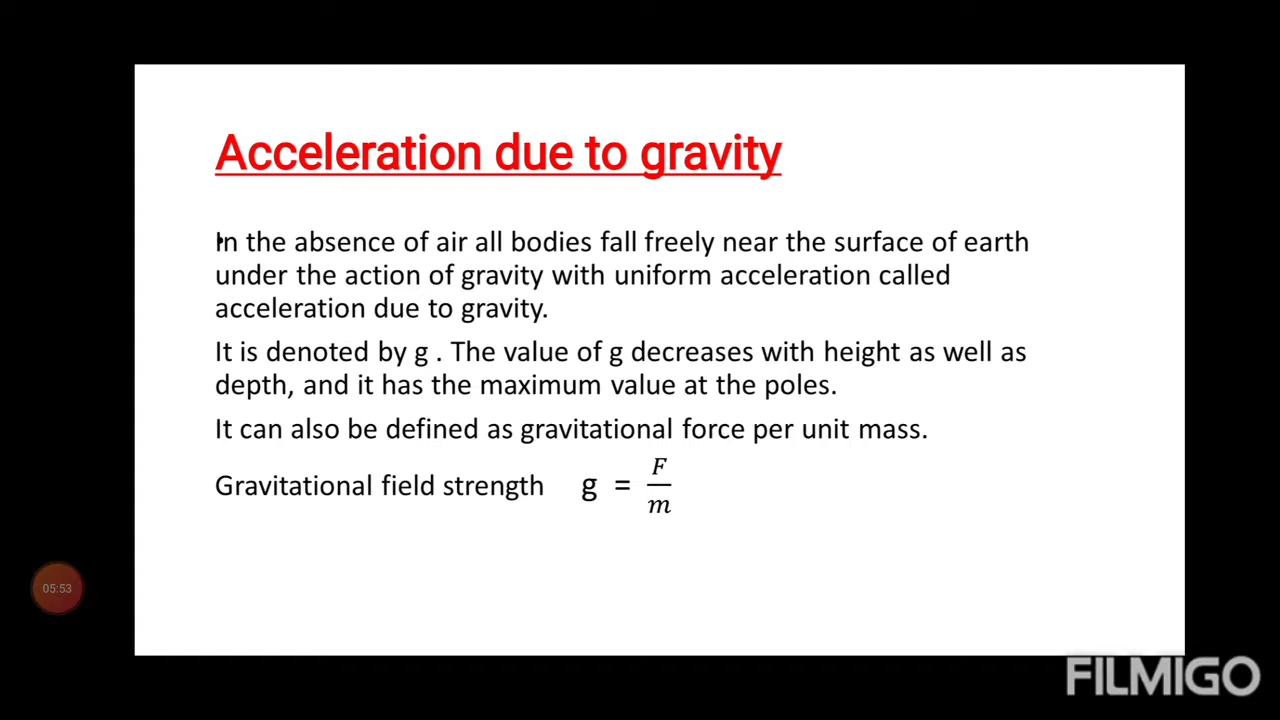 Acceleration due to gravity
•In the absence of air all bodies fall freely near the surface of earth
under the action of gravity with uniform acceleration called
acceleration due to gravity.
It is denoted by g . The value of g decreases with height as well as
depth, and it has the maximum value at the poles.
It can also be defined as gravitational force per unit mass.
Gravitational field strength g = F/m
05:53
FILMIGO